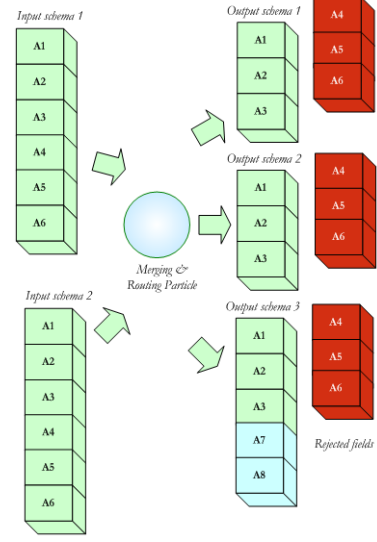 Input schema 1
A1
A2
A3
A4
A5
A6
Output schema 1
A1
A2
A3
A4
A5
A6
Merging &
Routing Particle
Output schema 2
A1
A2
A3
A4
A5
A6
Input schema 2
A1
A2
A3
A4
A5
A6
Output schema 3
A1
A2
A3
A7
A8
A4
A5
A6
Rejected fields